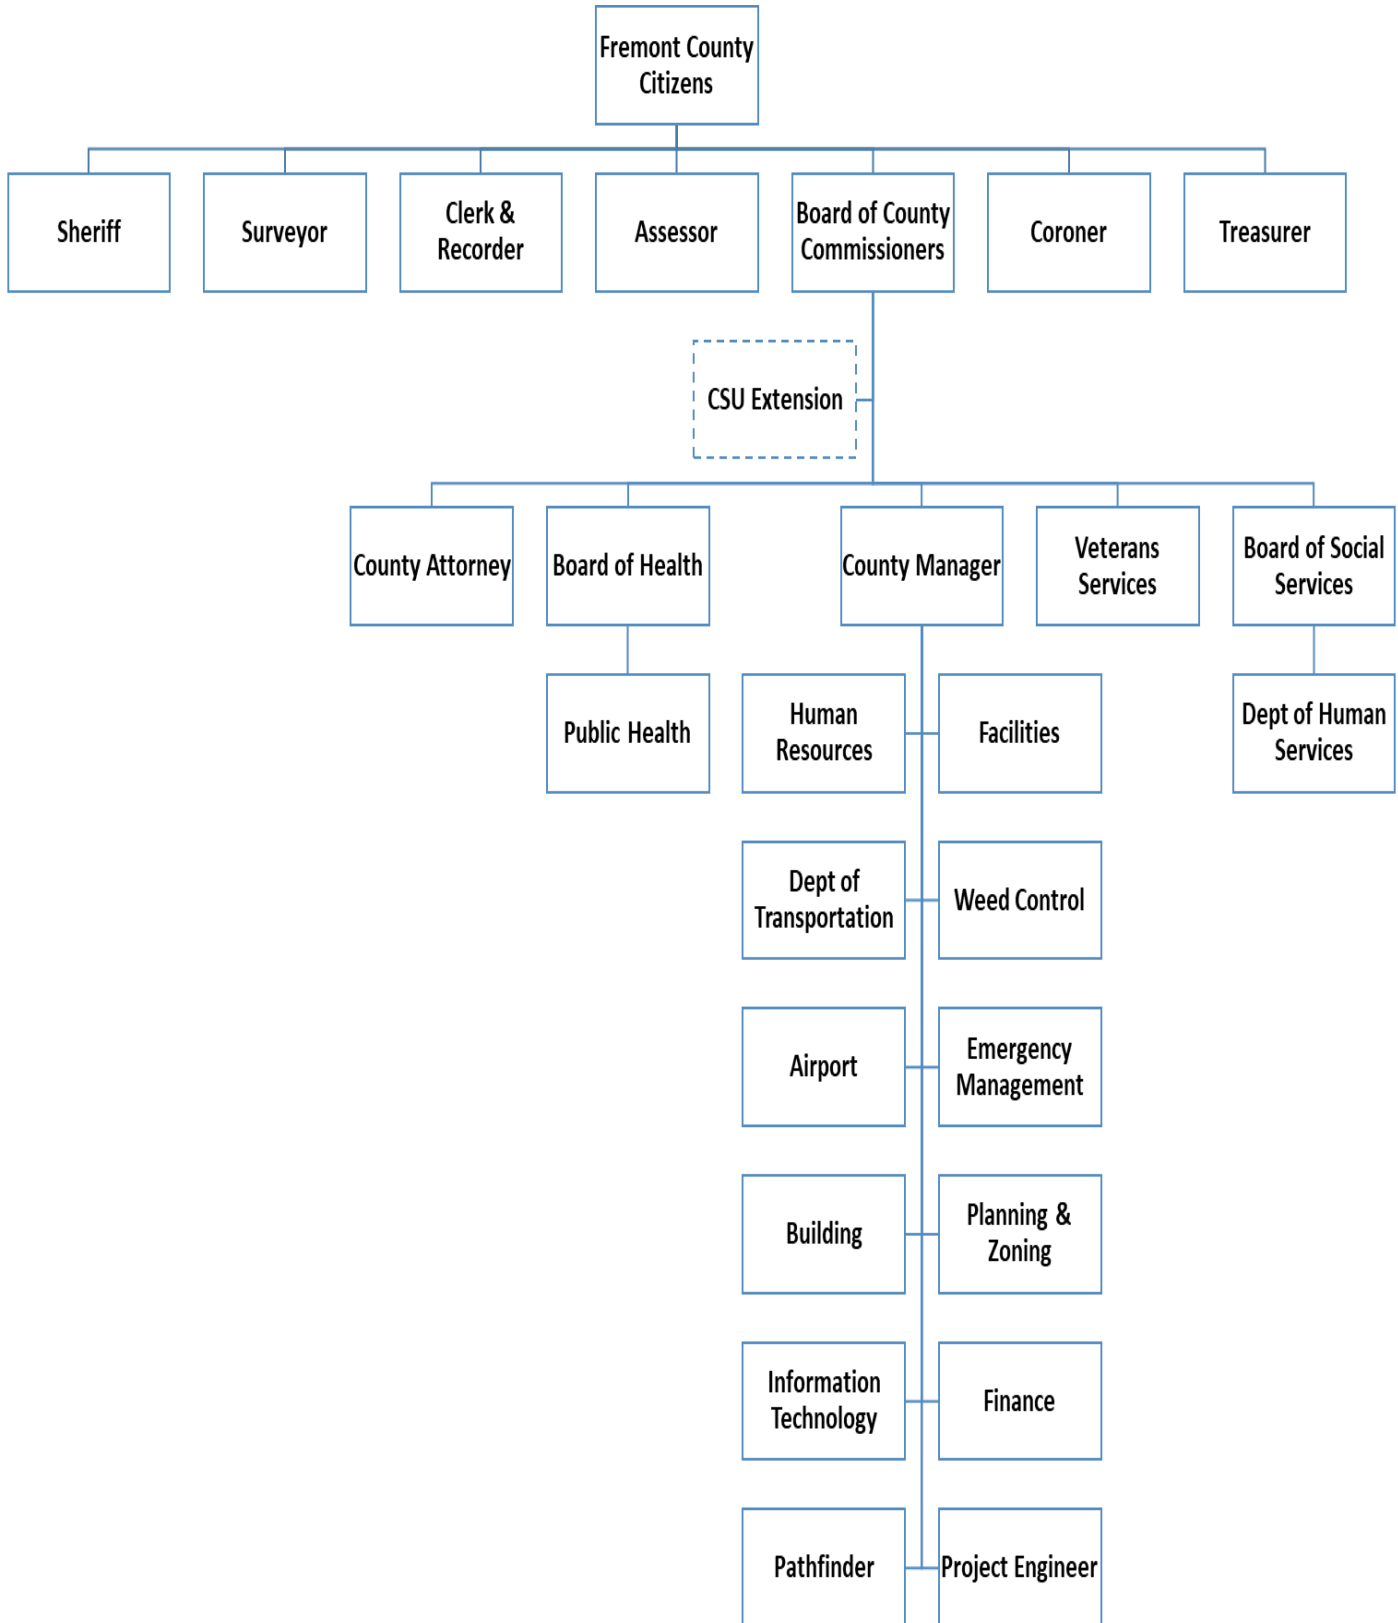 Fremont County
Citizens
Sheriff
Surveyor
Clerk &
Recorder
Assessor
Board of County
Commissioners
Coroner
Treasurer
CSU Extension
County Attorney
Board of Health
County Manager
Veterans
Services
Board of Social
Services
Public Health
Human
Resources
Facilities
Dept of Human
Services
Dept of
Transportation
Weed Control
Airport
Emergency
Management
Building
Planning &
Zoning
Information
Technology
Finance
Pathfinder
Project Engineer